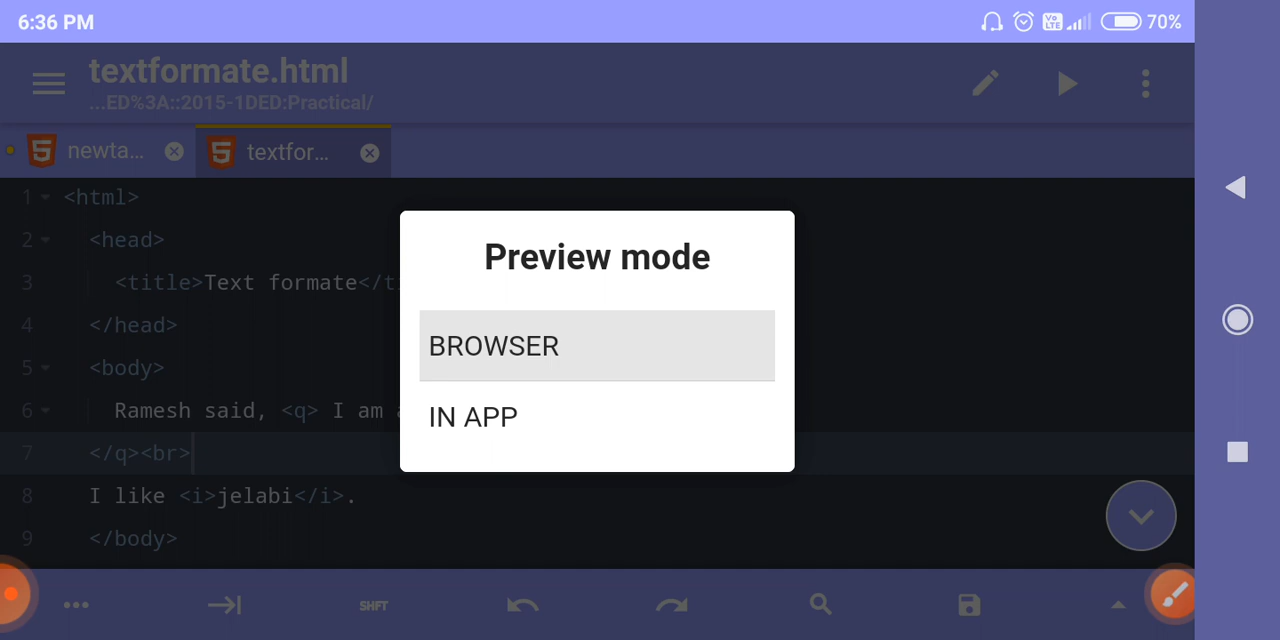 6:36 PM
Vo LTE
70%
textformate.html
...ED%3A::2015-1DED:Practical/
newta...
textfor...
1 <html>
2 <head>
3 <title>Text formate</t
4 </head>
5 <body>
6 Ramesh said, <q> I am
7 </q><br>
8 I like <i>jelabi</i>.
9 </body>
Preview mode
BROWSER
IN APP
SHFT